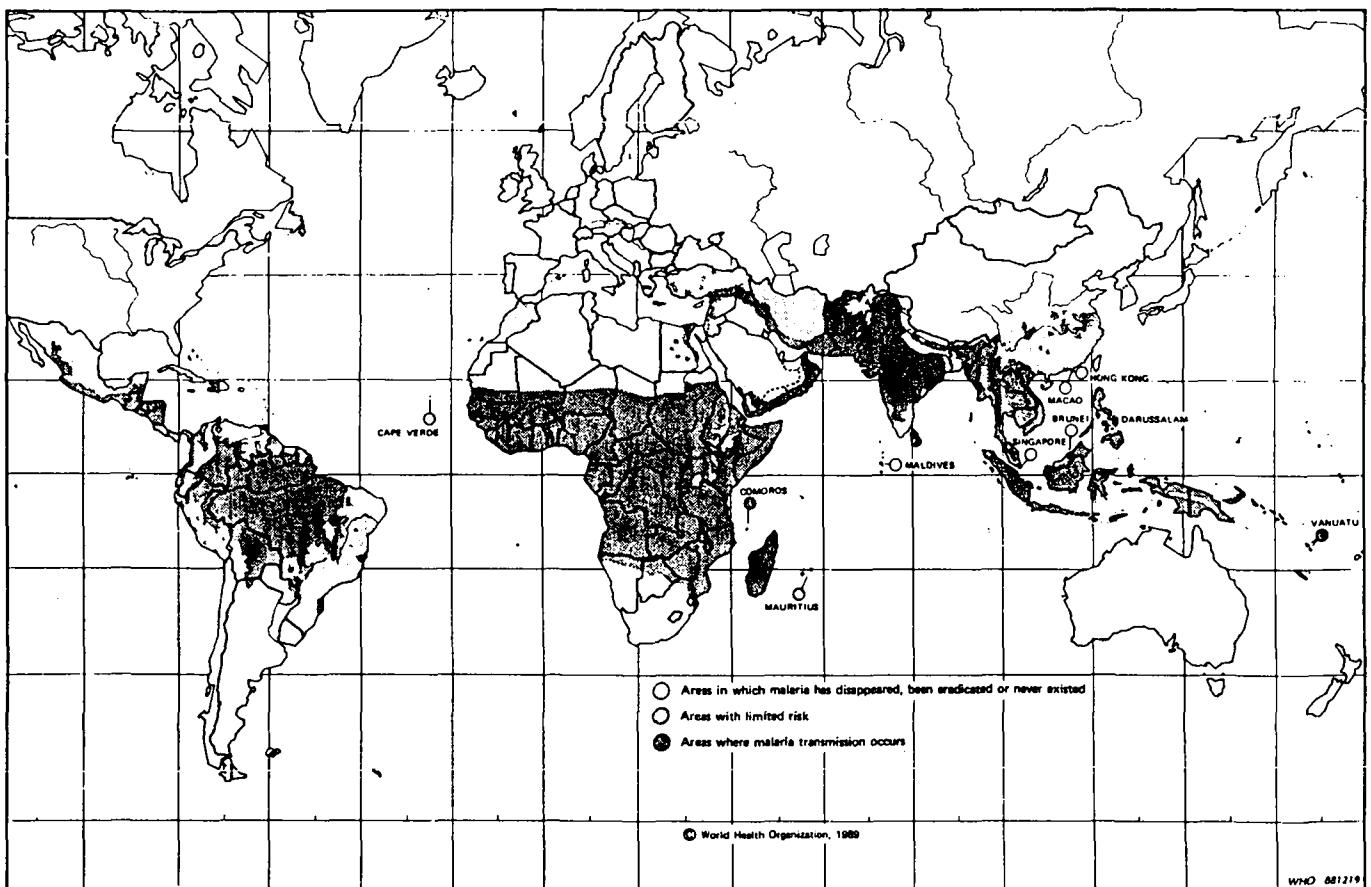 HONG KONG
MACAO
BRUNEI
DARUSSALAM
CAPE VERDE
SINGAPORE
MALDIVES
COMOROS
VANUATU
MAURITIUS
Areas in which malaria has disappeared, been eradicated or never existed
Areas with limited risk
Areas where malaria transmission occurs
© World Health Organization, 1989
WHO 881219